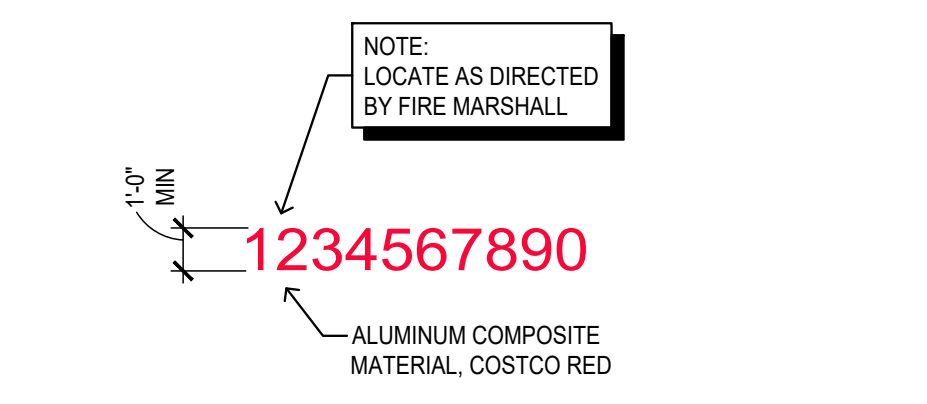 NOTE:
LOCATE AS DIRECTED
BY FIRE MARSHALL
1'-0"
MIN
1234567890
ALUMINUM COMPOSITE
MATERIAL, COSTCO RED